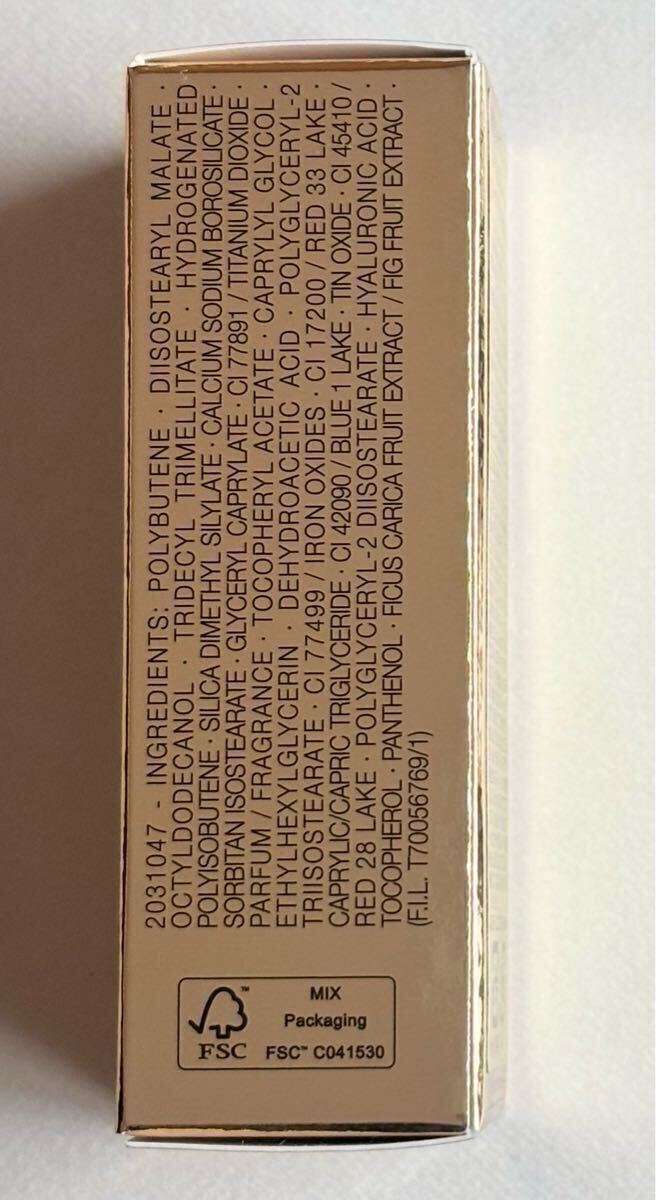 2031047 - INGREDIENTS: POLYBUTENE · DIISOSTEARYL MALATE ·
OCTYLDODECANOL · TRIDECYL TRIMELLITATE · HYDROGENATED
POLYISOBUTENE · SILICA DIMETHYL SILYLATE · CALCIUM SODIUM BOROSILICATE ·
SORBITAN ISOSTEARATE · GLYCERYL CAPRYLATE · CI 77891 / TITANIUM DIOXIDE ·
PARFUM / FRAGRANCE · TOCOPHERYL ACETATE · CAPRYLYL GLYCOL ·
ETHYLHEXYLGLYCERIN · DEHYDROACETIC ACID · POLYGLYCERYL-2
TRIISOSTEARATE · CI 77499 / IRON OXIDES · CI 17200 / RED 33 LAKE ·
CAPRYLIC/CAPRIC TRIGLYCERIDE · CI 42090 / BLUE 1 LAKE · TIN OXIDE · CI 45410 /
RED 28 LAKE · POLYGLYCERYL-2 DIISOSTEARATE · HYALURONIC ACID ·
TOCOPHEROL · PANTHENOL · FICUS CARICA FRUIT EXTRACT / FIG FRUIT EXTRACT ·
(F.I.L. T70056769/1)
FSC™
MIX
Packaging
FSC™ C041530